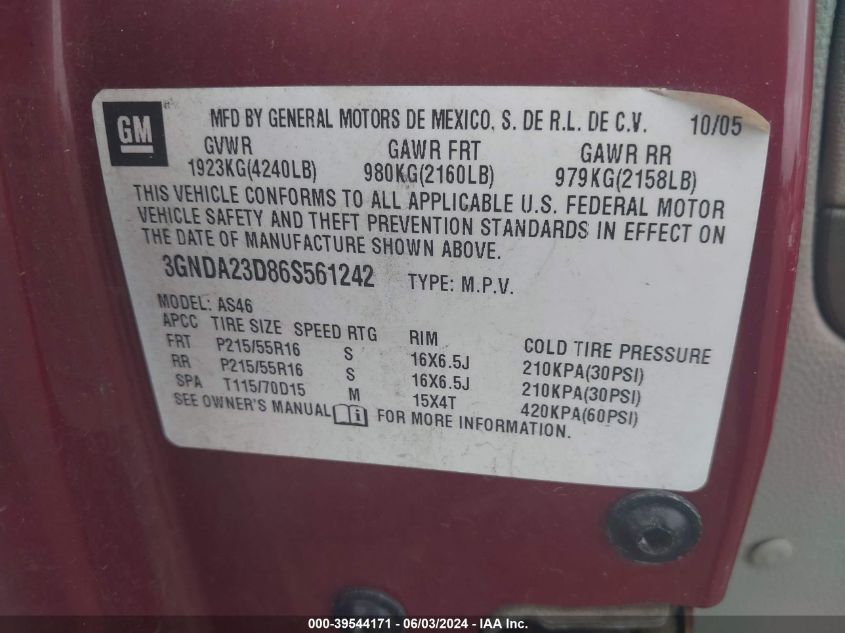 GM
MFD BY GENERAL MOTORS DE MEXICO, S. DE R.L. DE C.V. 10/05
GVWR GAWR FRT GAWR RR
1923KG(4240LB) 980KG(2160LB) 979KG(2158LB)
THIS VEHICLE CONFORMS TO ALL APPLICABLE U.S. FEDERAL MOTOR
VEHICLE SAFETY AND THEFT PREVENTION STANDARDS IN EFFECT ON
THE DATE OF MANUFACTURE SHOWN ABOVE.
3GNDA23D86S561242 TYPE: M.P.V.
MODEL: AS46
APCC TIRE SIZE SPEED RTG RIM COLD TIRE PRESSURE
FRT P215/55R16 S 16X6.5J 210KPA(30PSI)
RR P215/55R16 S 16X6.5J 210KPA(30PSI)
SPA T115/70D15 M 15X4T 420KPA(60PSI)
SEE OWNER'S MANUAL i FOR MORE INFORMATION.
000-39544171 - 06/03/2024 - IAA Inc.